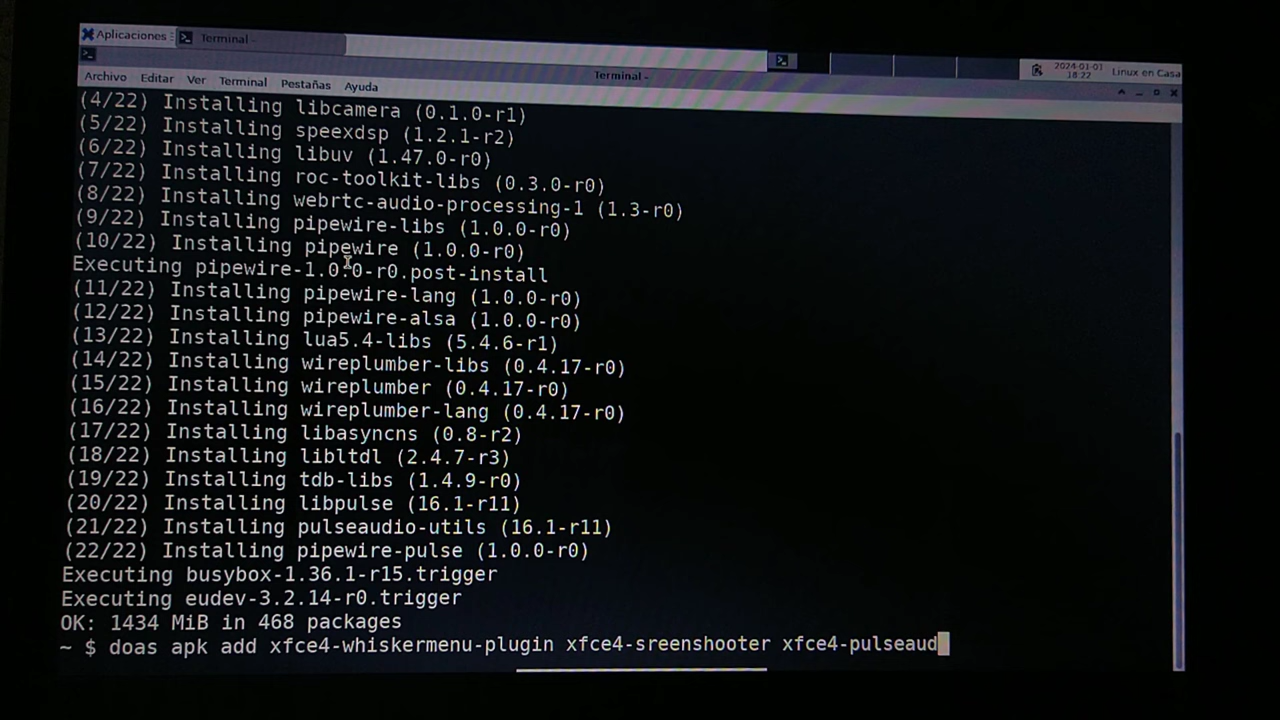 Aplicaciones
Terminal -
2024-01-01
18:22
Linux en Casa
Terminal -
Archivo Editar Ver Terminal Pestañas Ayuda
(4/22) Installing libcamera (0.1.0-r1)
(5/22) Installing speexdsp (1.2.1-r2)
(6/22) Installing libuv (1.47.0-r0)
(7/22) Installing roc-toolkit-libs (0.3.0-r0)
(8/22) Installing webrtc-audio-processing-1 (1.3-r0)
(9/22) Installing pipewire-libs (1.0.0-r0)
(10/22) Installing pipewire (1.0.0-r0)
Executing pipewire-1.0.0-r0.post-install
(11/22) Installing pipewire-lang (1.0.0-r0)
(12/22) Installing pipewire-alsa (1.0.0-r0)
(13/22) Installing lua5.4-libs (5.4.6-r1)
(14/22) Installing wireplumber-libs (0.4.17-r0)
(15/22) Installing wireplumber (0.4.17-r0)
(16/22) Installing wireplumber-lang (0.4.17-r0)
(17/22) Installing libasyncns (0.8-r2)
(18/22) Installing libltdl (2.4.7-r3)
(19/22) Installing tdb-libs (1.4.9-r0)
(20/22) Installing libpulse (16.1-r11)
(21/22) Installing pulseaudio-utils (16.1-r11)
(22/22) Installing pipewire-pulse (1.0.0-r0)
Executing busybox-1.36.1-r15.trigger
Executing eudev-3.2.14-r0.trigger
OK: 1434 MiB in 468 packages
~ $ doas apk add xfce4-whiskermenu-plugin xfce4-sreenshooter xfce4-pulseaud